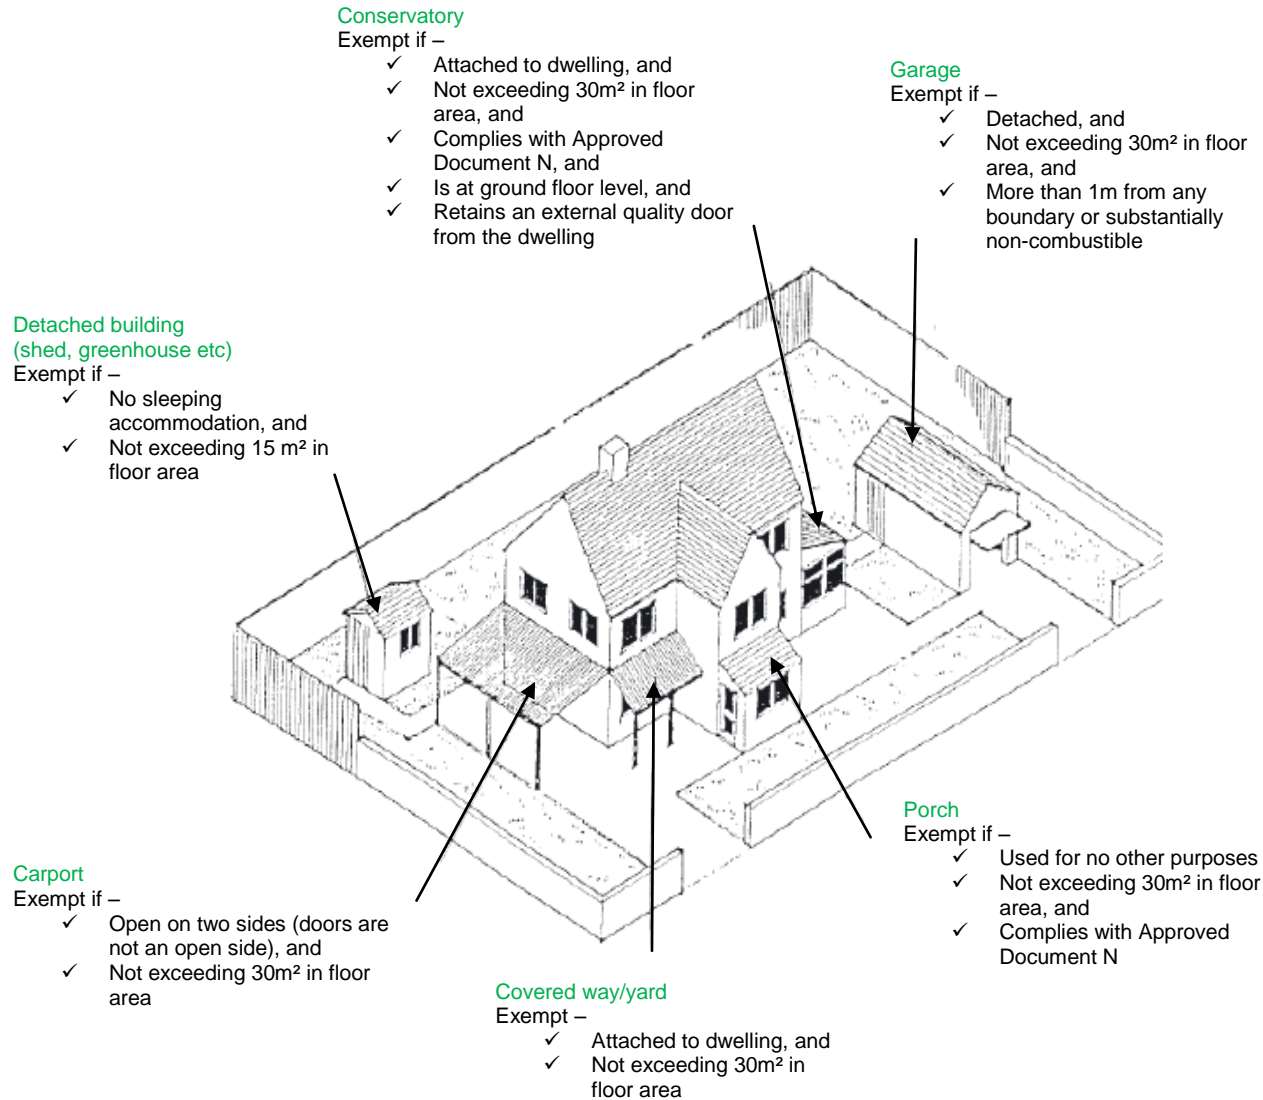 Conservatory
Exempt if –
✓ Attached to dwelling, and
✓ Not exceeding 30m² in floor
area, and
✓ Complies with Approved
Document N, and
✓ Is at ground floor level, and
✓ Retains an external quality door
from the dwelling
Garage
Exempt if –
✓ Detached, and
✓ Not exceeding 30m² in floor
area, and
✓ More than 1m from any
boundary or substantially
non-combustible
Detached building
(shed, greenhouse etc)
Exempt if –
✓ No sleeping
accommodation, and
✓ Not exceeding 15 m² in
floor area
Porch
Exempt if –
✓ Used for no other purposes
✓ Not exceeding 30m² in floor
area, and
✓ Complies with Approved
Document N
Carport
Exempt if –
✓ Open on two sides (doors are
not an open side), and
✓ Not exceeding 30m² in floor
area
Covered way/yard
Exempt –
✓ Attached to dwelling, and
✓ Not exceeding 30m² in
floor area